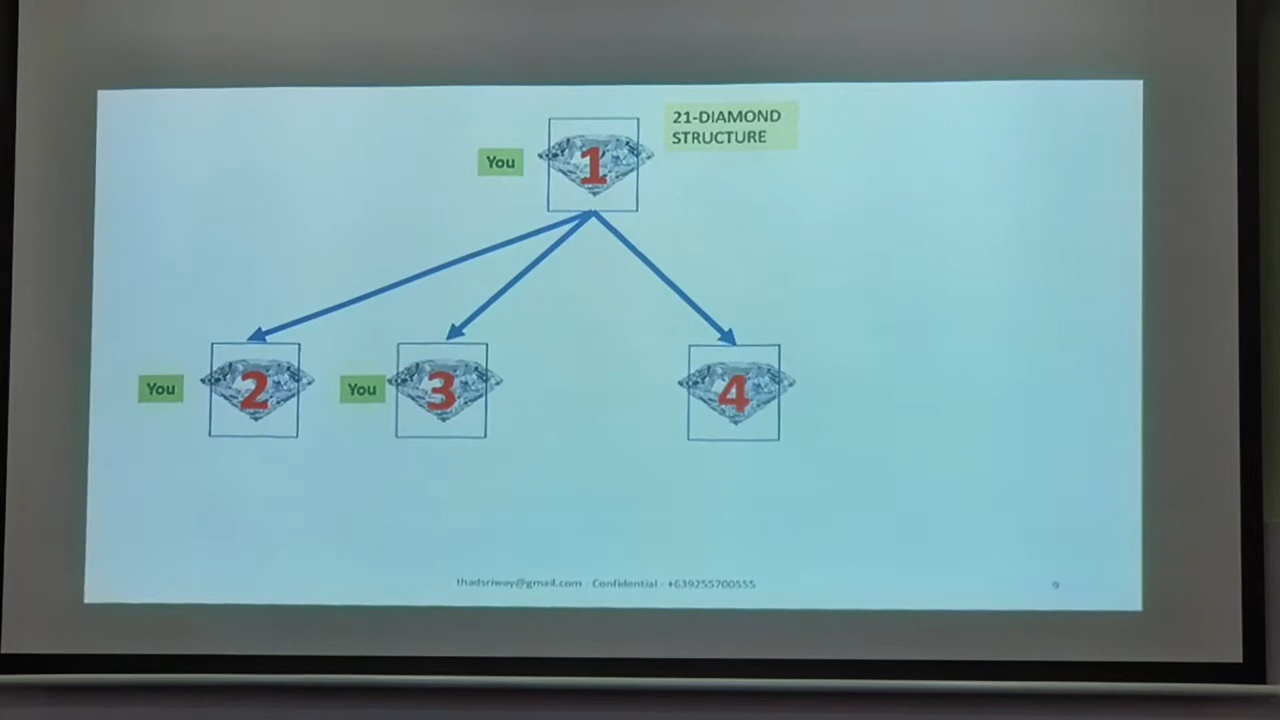 21-DIAMOND
STRUCTURE
You
1
You
2
You
3
4
thadsriway@gmail.com - Confidential - +639255700555
9